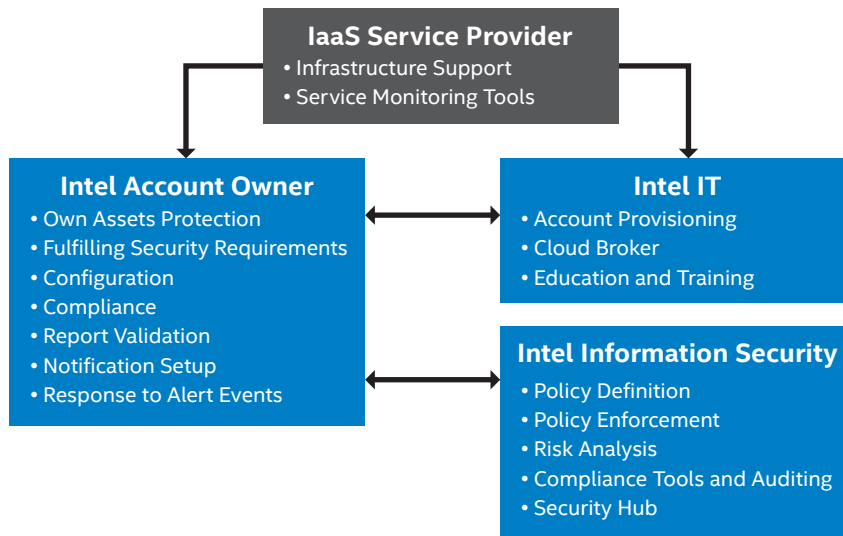 IaaS Service Provider
• Infrastructure Support
• Service Monitoring Tools
Intel Account Owner
• Own Assets Protection
• Fulfilling Security Requirements
• Configuration
• Compliance
• Report Validation
• Notification Setup
• Response to Alert Events
Intel IT
• Account Provisioning
• Cloud Broker
• Education and Training
Intel Information Security
• Policy Definition
• Policy Enforcement
• Risk Analysis
• Compliance Tools and Auditing
• Security Hub